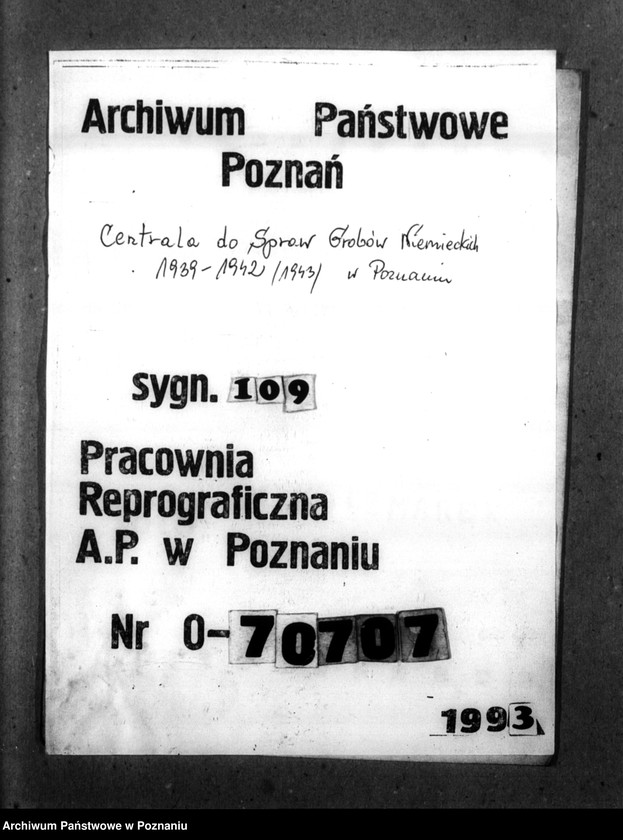 Archiwum Państwowe
Poznań
Centrala do Spraw Grobów Niemieckich
1939-1942 /1943/ w Poznaniu
sygn. 109
Pracownia
Reprograficzna
A.P. w Poznaniu
Nr O-70707
1993
Archiwum Państwowe w Poznaniu